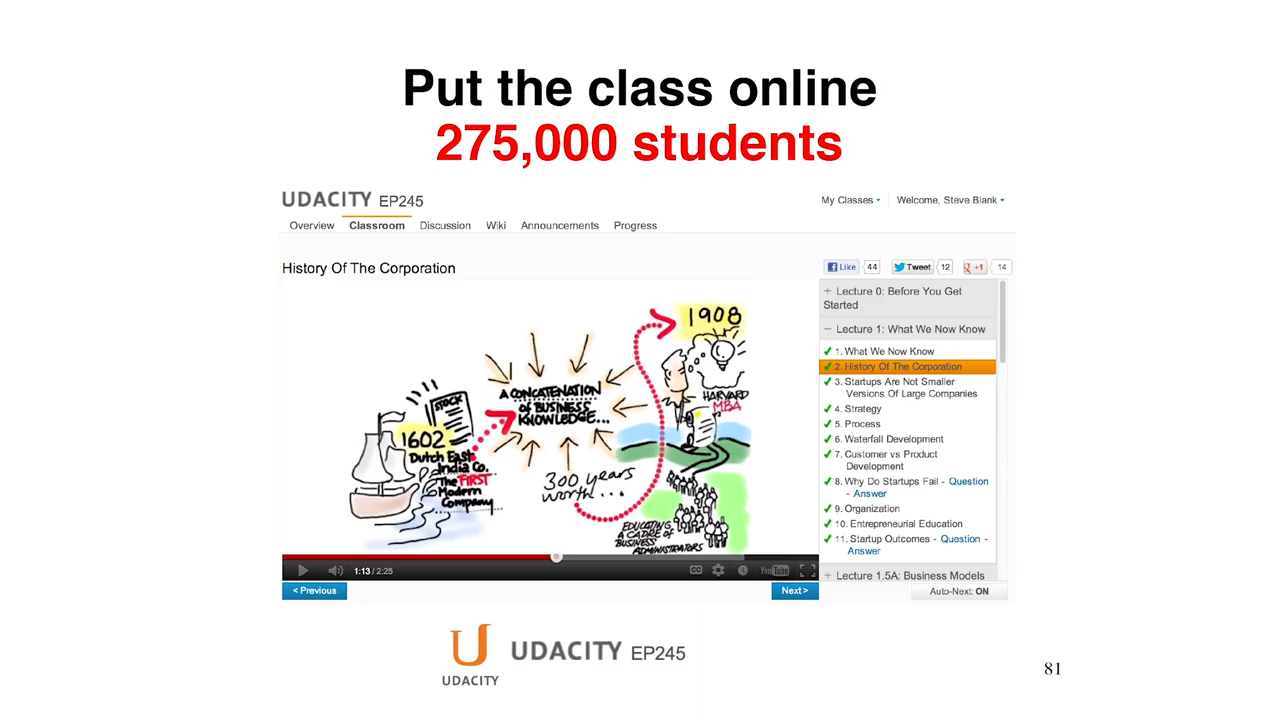 Put the class online
275,000 students
UDACITY EP245
My Classes
Welcome, Steve Blank
Overview
Classroom
Discussion
Wiki
Announcements
Progress
History Of The Corporation
Like 44
Tweet 12
g +1 14
1908
HARVARD
MBA
A CONCATENATION
OF BUSINESS
KNOWLEDGE...
STOCK
1602
Dutch East
India Co.
The FIRST
Modern
Company
300 years
worth...
EDUCATING
A CADRE OF
BUSINESS
ADMINISTRATORS
1:13 / 2:25
CC
YouTube
< Previous
Next >
+ Lecture 0: Before You Get
Started
− Lecture 1: What We Now Know
1. What We Now Know
2. History Of The Corporation
3. Startups Are Not Smaller
Versions Of Large Companies
4. Strategy
5. Process
6. Waterfall Development
7. Customer vs Product
Development
8. Why Do Startups Fail - Question
- Answer
9. Organization
10. Entrepreneurial Education
11. Startup Outcomes - Question -
Answer
+ Lecture 1.5A: Business Models
Auto-Next: ON
UDACITY
UDACITY EP245
81